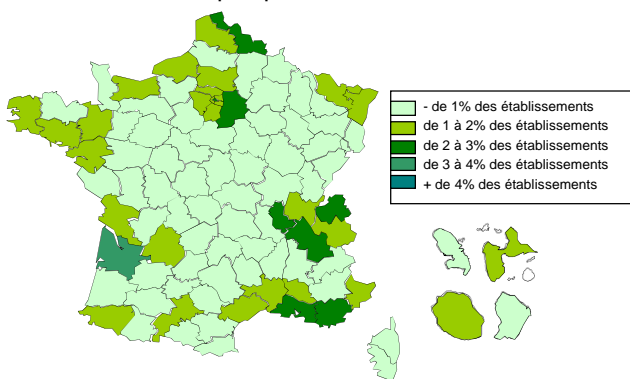 - de 1% des établissements
de 1 à 2% des établissements
de 2 à 3% des établissements
de 3 à 4% des établissements
+ de 4% des établissements